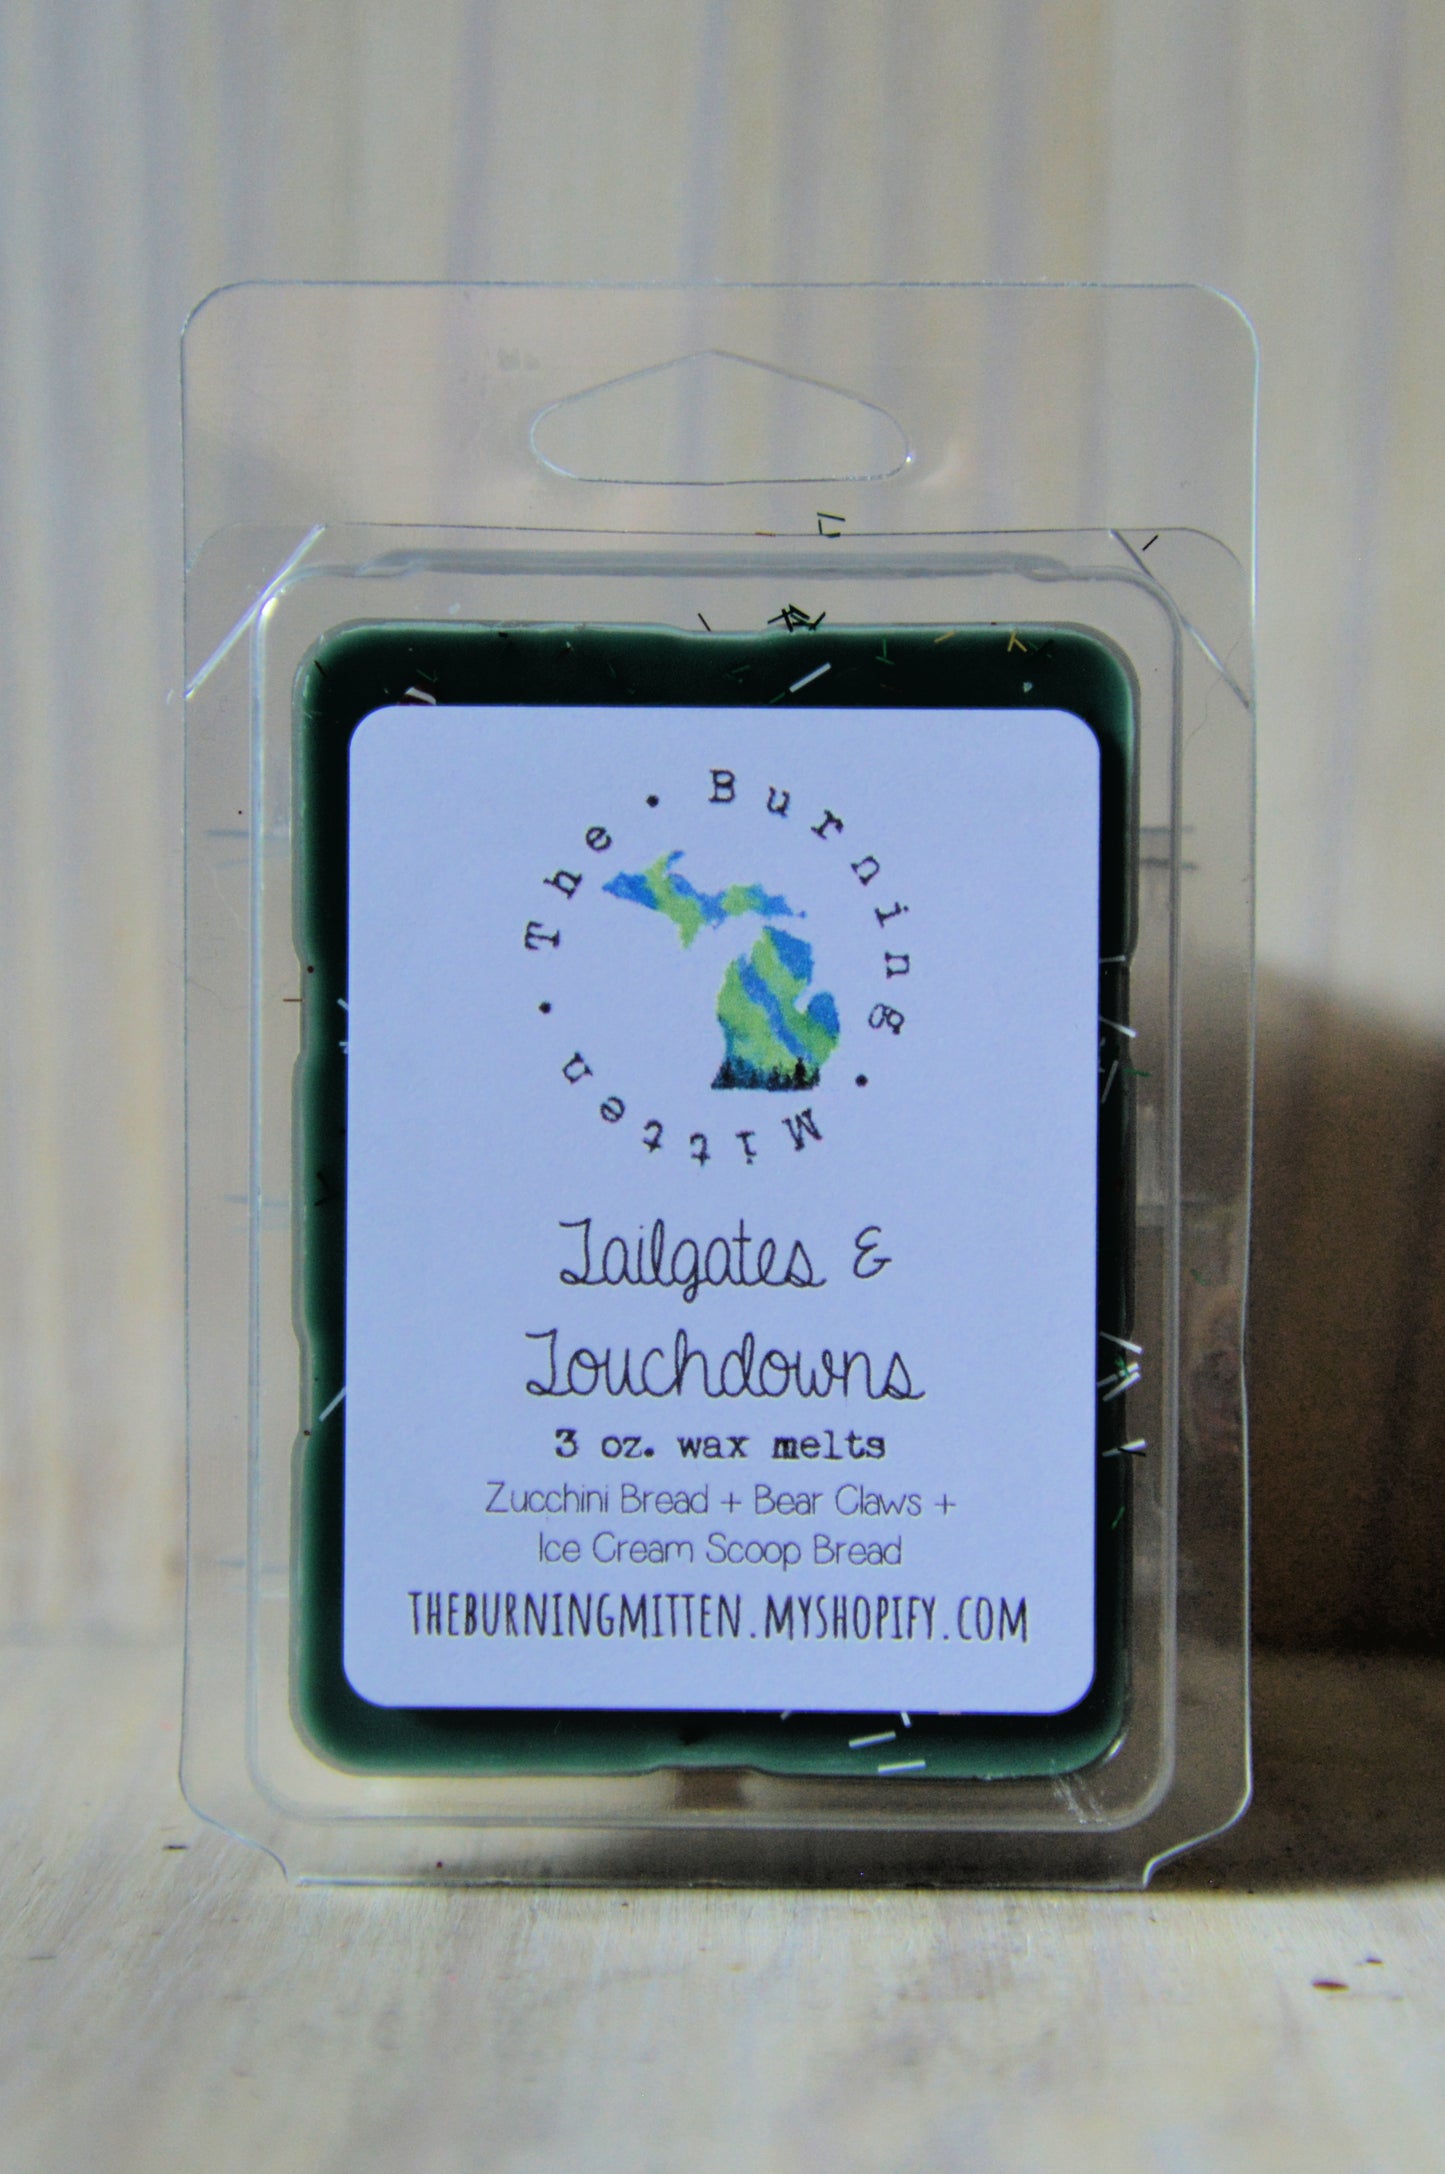 The • Burning • Mitten •
Tailgates &
Touchdowns
3 oz. wax melts
Zucchini Bread + Bear Claws +
Ice Cream Scoop Bread
THEBURNINGMITTEN.MYSHOPIFY.COM